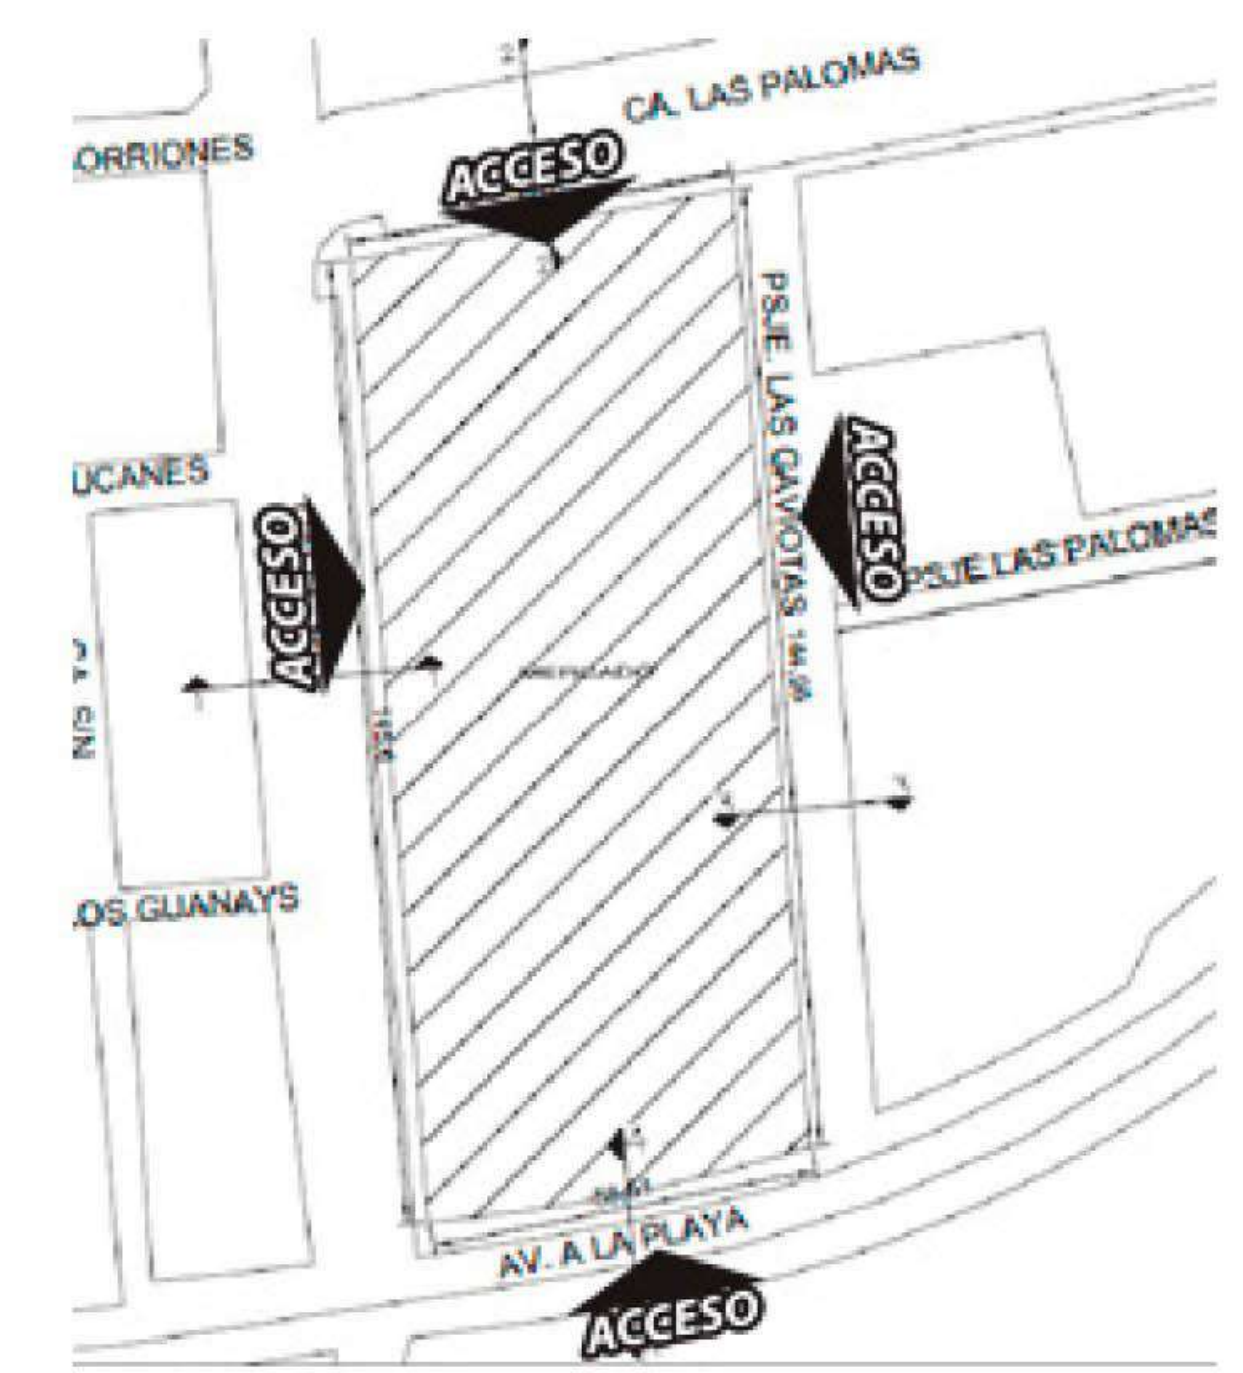 CA. LAS PALOMAS
ORRIONES
ACCESO
PSJE. LAS GAVIOTAS
UCANES
ACCESO
ACCESO
PSJE LAS PALOMAS
S/N
OS GUANAYS
AV. A LA PLAYA
ACCESO